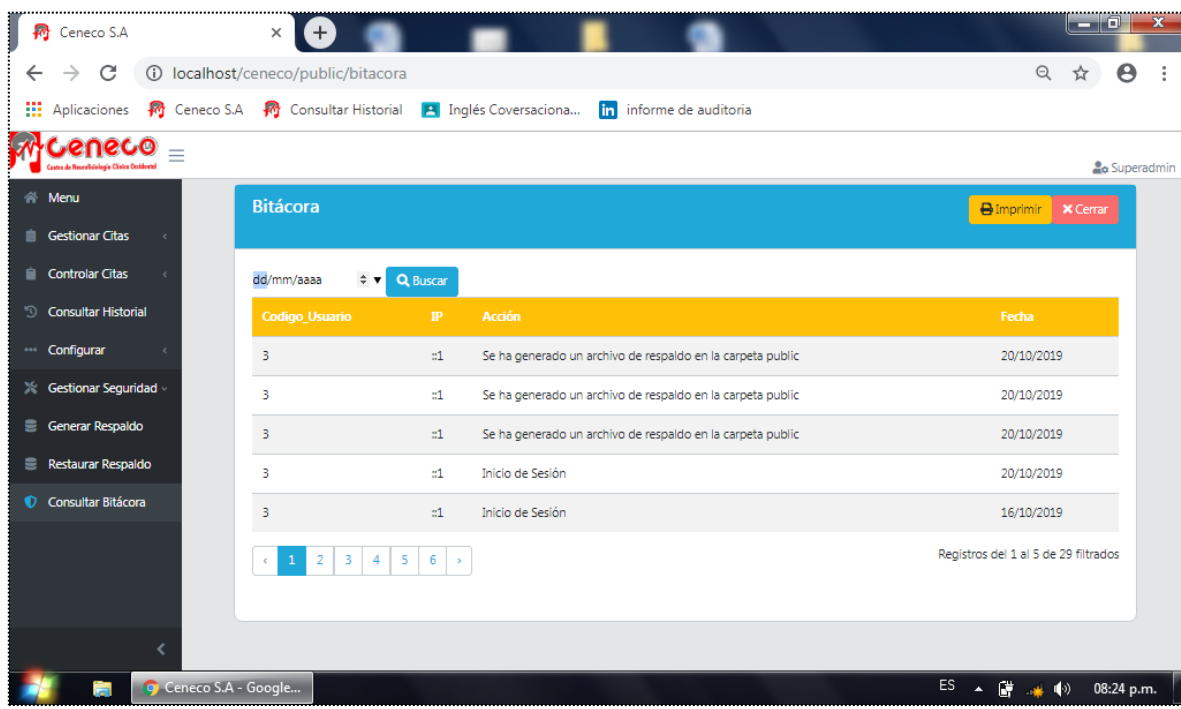 Ceneco S.A
localhost/ceneco/public/bitacora
Aplicaciones Ceneco S.A Consultar Historial Inglés Coversaciona... in informe de auditoria
Ceneco
Centro de Neurofisiología Clínica Occidental
Superadmin
Menu
Gestionar Citas
Controlar Citas
Consultar Historial
Configurar
Gestionar Seguridad
Generar Respaldo
Restaurar Respaldo
Consultar Bitácora
Bitácora Imprimir Cerrar
dd/mm/aaaa Buscar
Codigo_Usuario IP Acción Fecha
3 ::1 Se ha generado un archivo de respaldo en la carpeta public 20/10/2019
3 ::1 Se ha generado un archivo de respaldo en la carpeta public 20/10/2019
3 ::1 Se ha generado un archivo de respaldo en la carpeta public 20/10/2019
3 ::1 Inicio de Sesión 20/10/2019
3 ::1 Inicio de Sesión 16/10/2019
‹ 1 2 3 4 5 6 › Registros del 1 al 5 de 29 filtrados
Ceneco S.A - Google... ES 08:24 p.m.